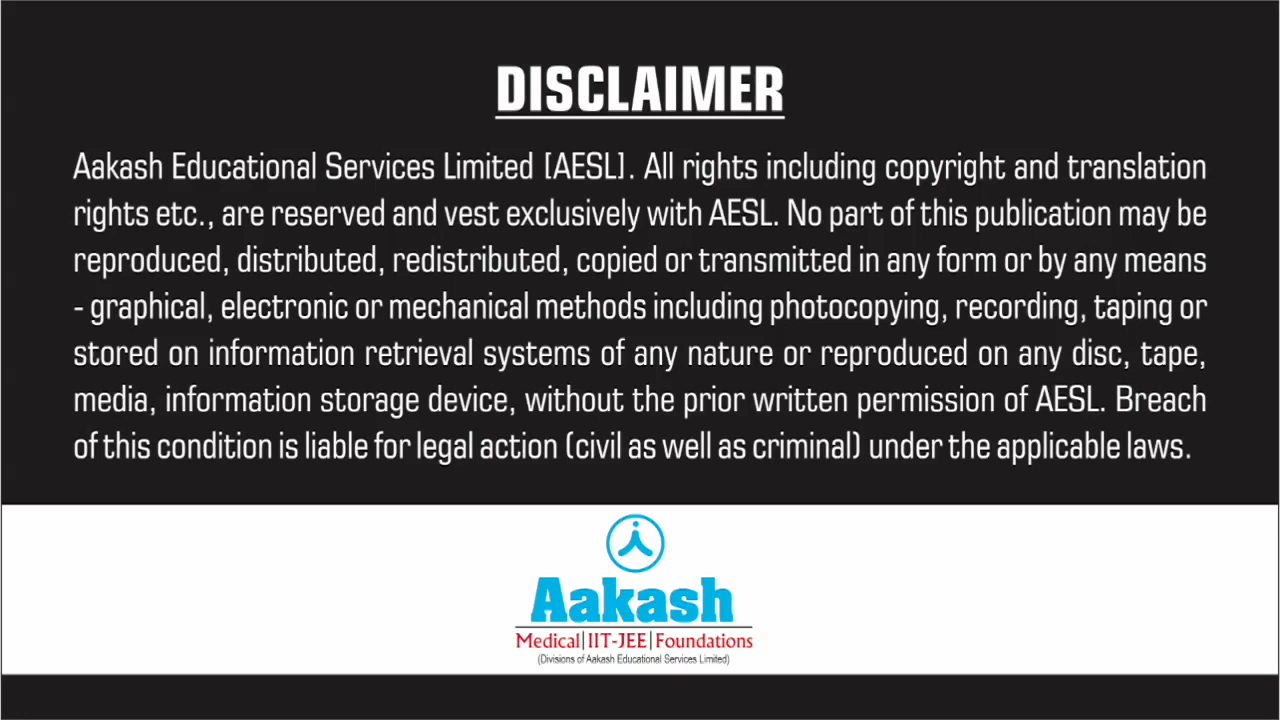 DISCLAIMER
Aakash Educational Services Limited [AESL]. All rights including copyright and translation
rights etc., are reserved and vest exclusively with AESL. No part of this publication may be
reproduced, distributed, redistributed, copied or transmitted in any form or by any means
- graphical, electronic or mechanical methods including photocopying, recording, taping or
stored on information retrieval systems of any nature or reproduced on any disc, tape,
media, information storage device, without the prior written permission of AESL. Breach
of this condition is liable for legal action (civil as well as criminal) under the applicable laws.
Aakash
Medical|IIT-JEE|Foundations
(Divisions of Aakash Educational Services Limited)